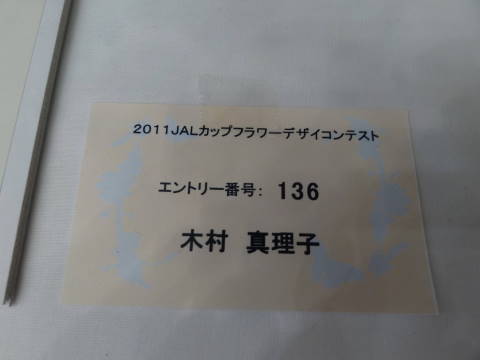 2011JALカップフラワーデザイコンテスト
エントリー番号: 136
木村 真理子